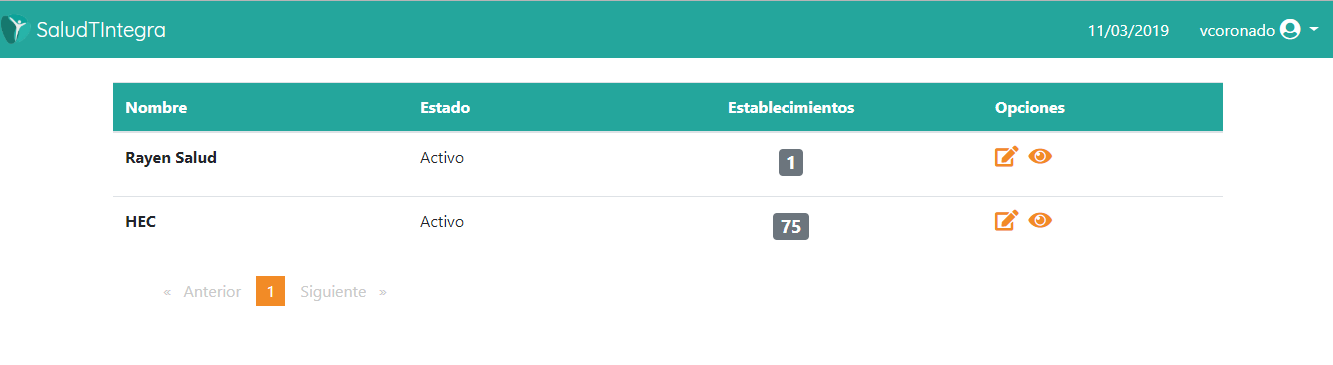 SaludTIntegra 11/03/2019 vcoronado
Nombre Estado Establecimientos Opciones
Rayen Salud Activo 1
HEC Activo 75
« Anterior 1 Siguiente »